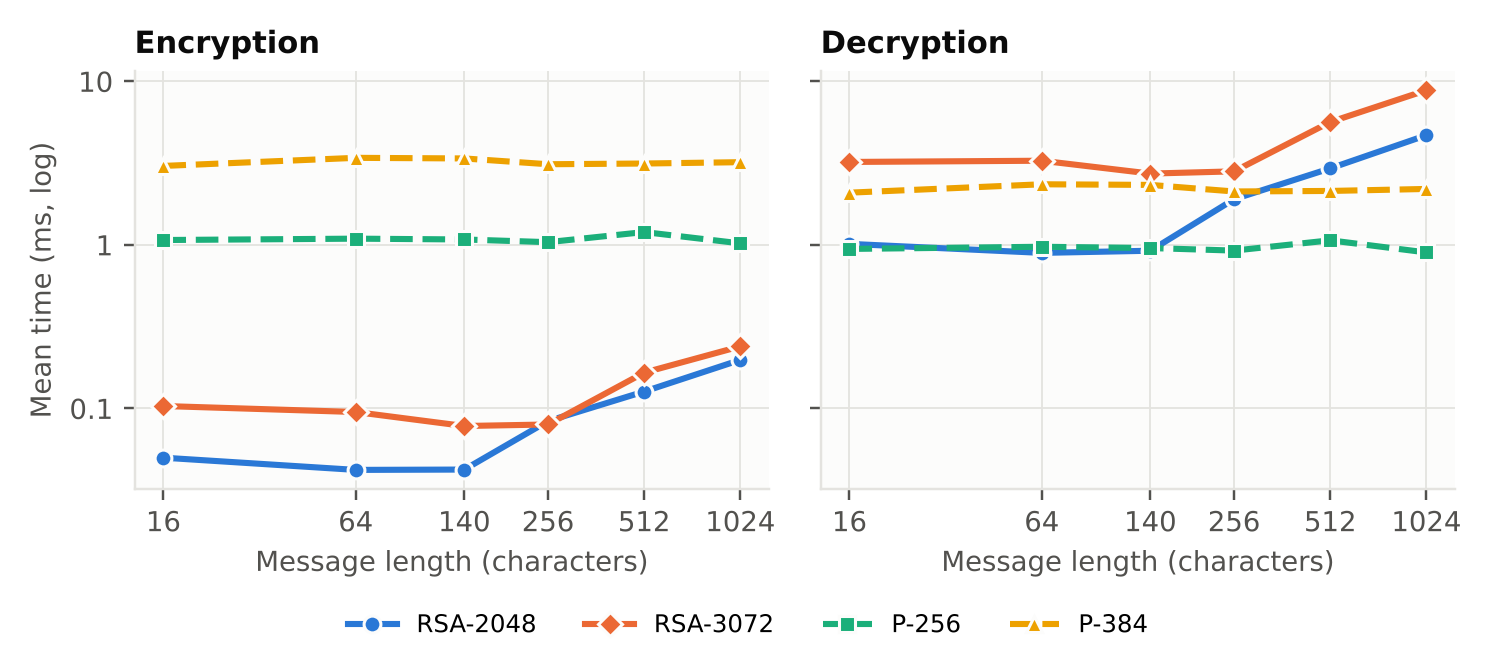 Encryption
Decryption
Mean time (ms, log)
10
1
0.1
16 64 140 256 512 1024
16 64 140 256 512 1024
Message length (characters)
Message length (characters)
RSA-2048 RSA-3072 P-256 P-384